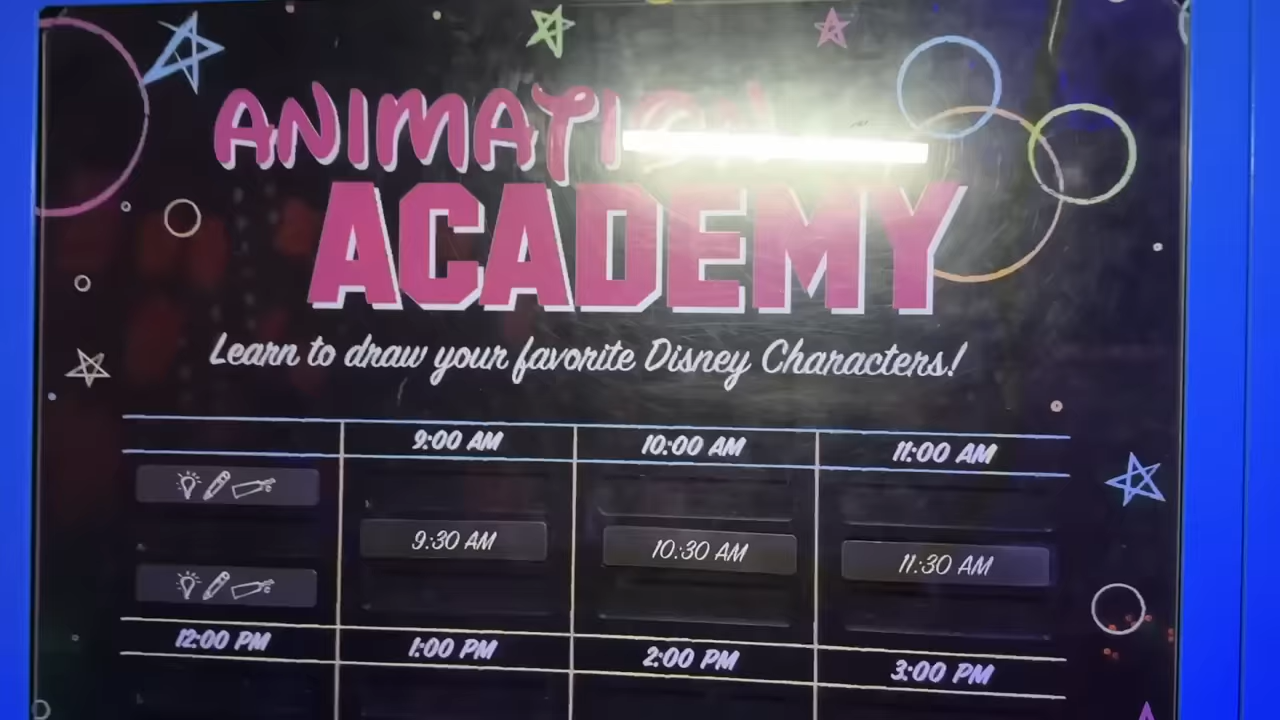 ANIMATION
ACADEMY
Learn to draw your favorite Disney Characters!
9:00 AM 10:00 AM 11:00 AM
9:30 AM 10:30 AM 11:30 AM
12:00 PM 1:00 PM 2:00 PM 3:00 PM